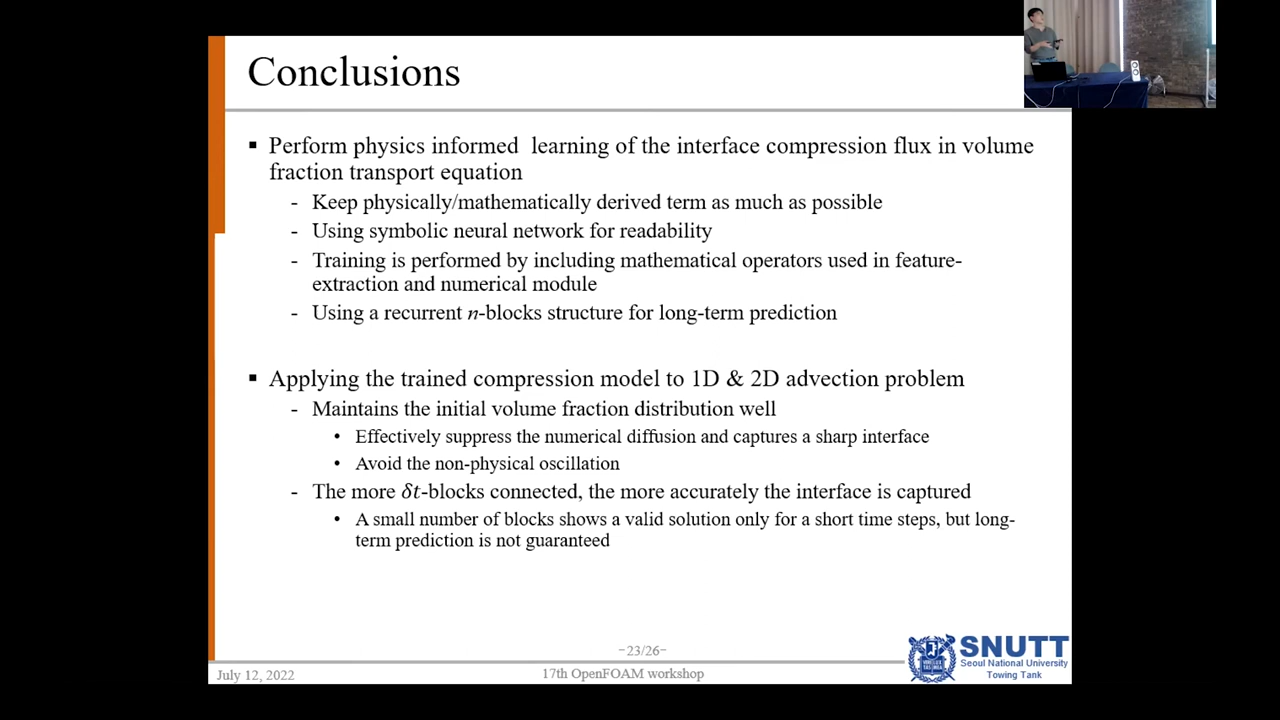 Conclusions
▪ Perform physics informed  learning of the interface compression flux in volume
fraction transport equation
- Keep physically/mathematically derived term as much as possible
- Using symbolic neural network for readability
- Training is performed by including mathematical operators used in feature-
extraction and numerical module
- Using a recurrent n-blocks structure for long-term prediction
▪ Applying the trained compression model to 1D & 2D advection problem
- Maintains the initial volume fraction distribution well
• Effectively suppress the numerical diffusion and captures a sharp interface
• Avoid the non-physical oscillation
- The more δt-blocks connected, the more accurately the interface is captured
• A small number of blocks shows a valid solution only for a short time steps, but long-
term prediction is not guaranteed
-23/26-
July 12, 2022
17th OpenFOAM workshop
SNUTT
Seoul National University
Towing Tank